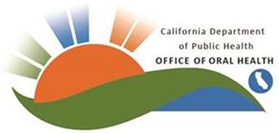 California Department
of Public Health
OFFICE OF ORAL HEALTH